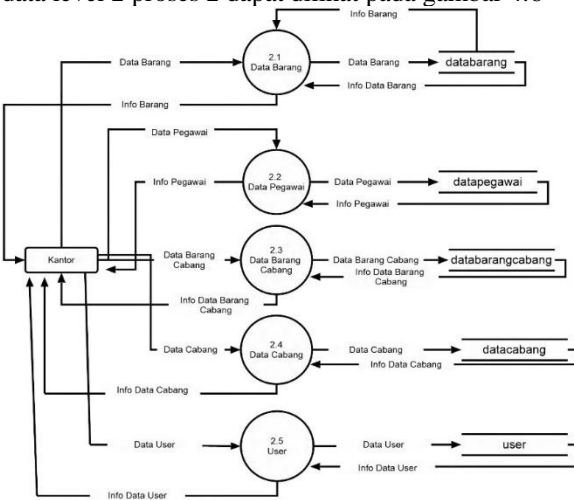 data level 2 proses 2 dapat dilihat pada gambar 4.6
Info Barang
2.1
Data Barang
Data Barang
Data Barang
databarang
Info Data Barang
Info Barang
Data Pegawai
2.2
Data Pegawai
Info Pegawai
Data Pegawai
datapegawai
Info Pegawai
Kantor
Data Barang
Cabang
2.3
Data Barang
Cabang
Data Barang Cabang
databarangcabang
Info Data Barang
Cabang
Info Data Barang
Cabang
2.4
Data Cabang
Data Cabang
Data Cabang
datacabang
Info Data Cabang
Info Data Cabang
2.5
User
Data User
Data User
user
Info Data User
Info Data User